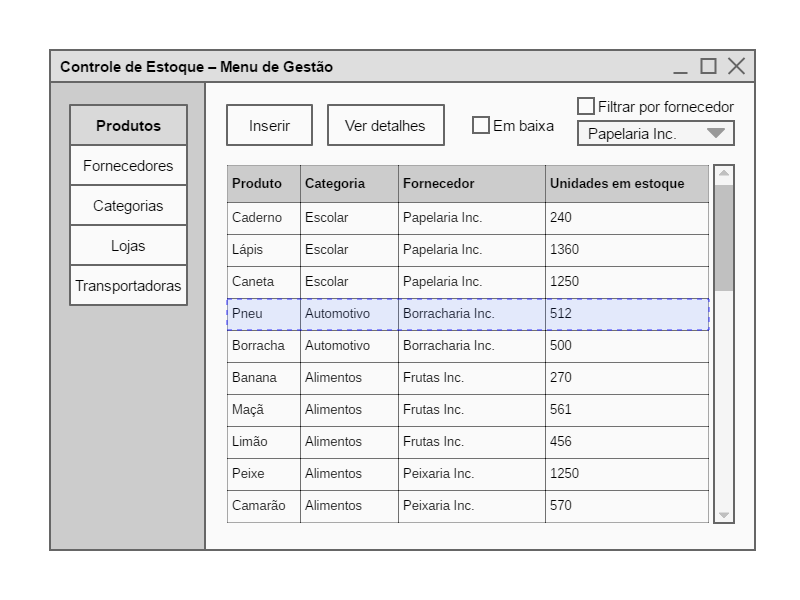 Controle de Estoque – Menu de Gestão
Produtos
Fornecedores
Categorias
Lojas
Transportadoras
Inserir
Ver detalhes
Em baixa
Filtrar por fornecedor
Papelaria Inc.
Produto Categoria Fornecedor Unidades em estoque
Caderno Escolar Papelaria Inc. 240
Lápis Escolar Papelaria Inc. 1360
Caneta Escolar Papelaria Inc. 1250
Pneu Automotivo Borracharia Inc. 512
Borracha Automotivo Borracharia Inc. 500
Banana Alimentos Frutas Inc. 270
Maçã Alimentos Frutas Inc. 561
Limão Alimentos Frutas Inc. 456
Peixe Alimentos Peixaria Inc. 1250
Camarão Alimentos Peixaria Inc. 570